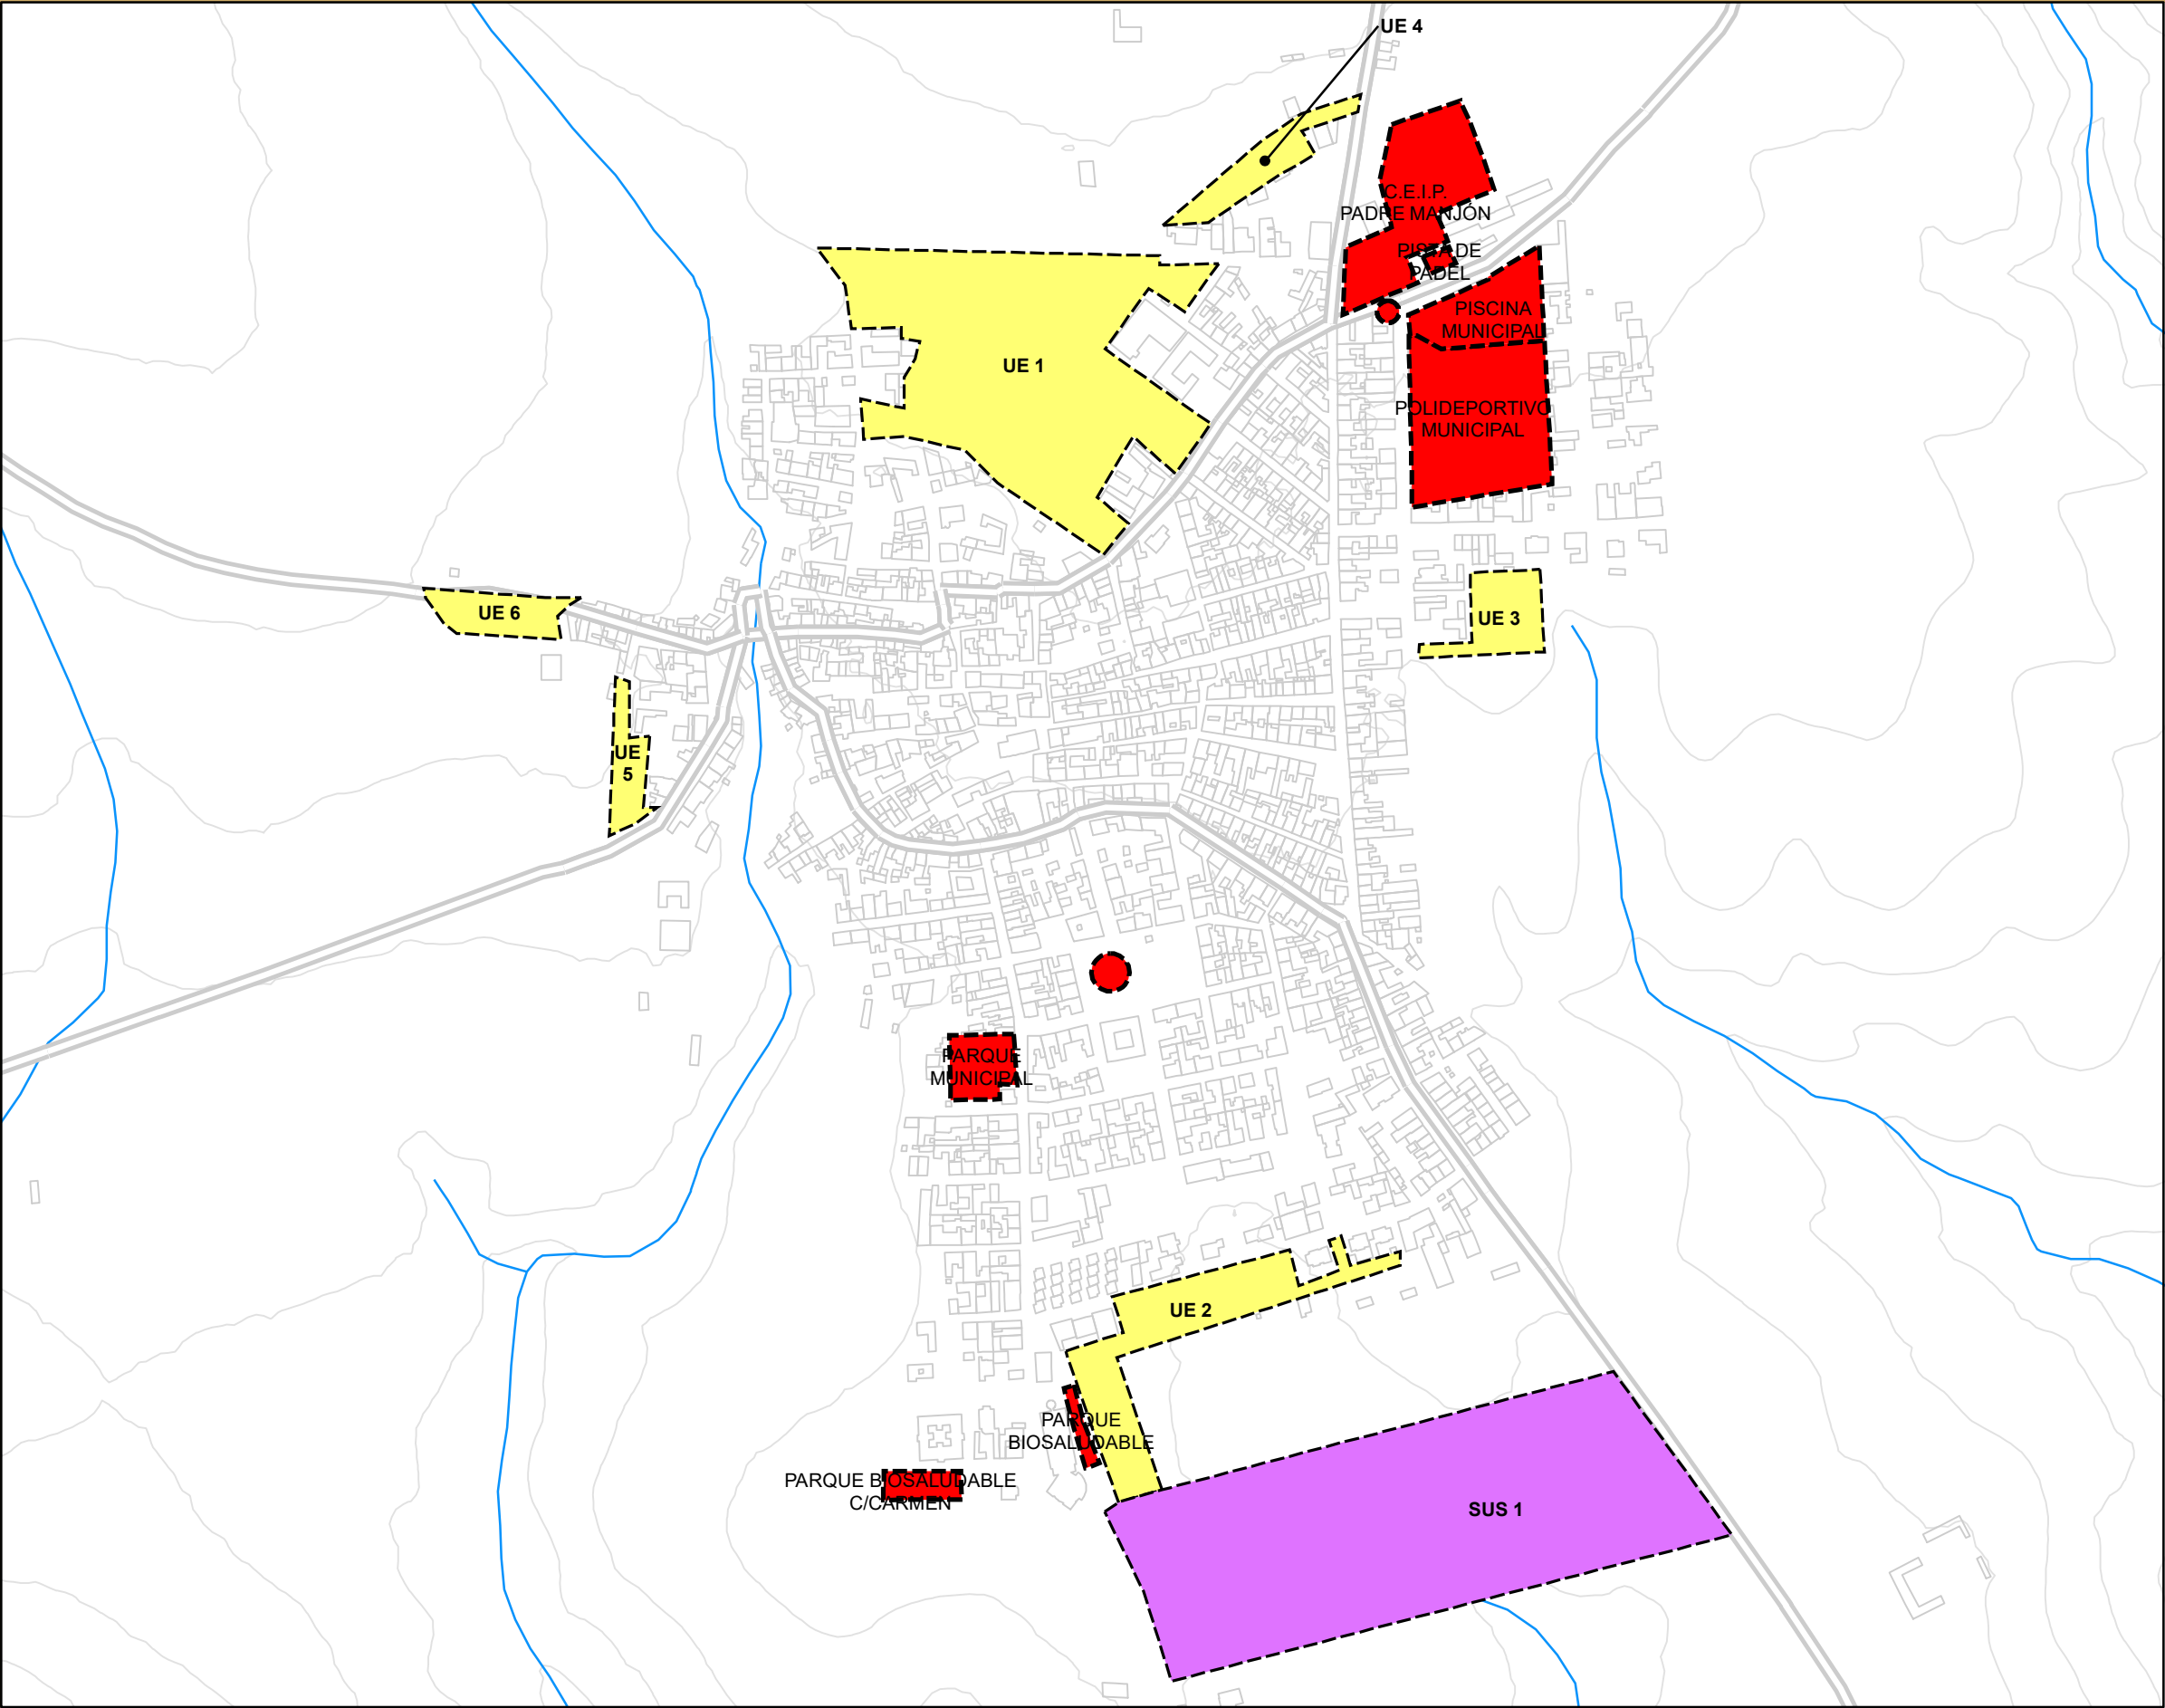 UE 4
C.E.I.P.
PADRE MANJÓN
PISTA DE
PADEL
PISCINA
MUNICIPAL
UE 1
POLIDEPORTIVO
MUNICIPAL
UE 6
UE 3
UE
5
PARQUE
MUNICIPAL
UE 2
PARQUE
BIOSALUDABLE
PARQUE BIOSALUDABLE
C/CARMEN
SUS 1